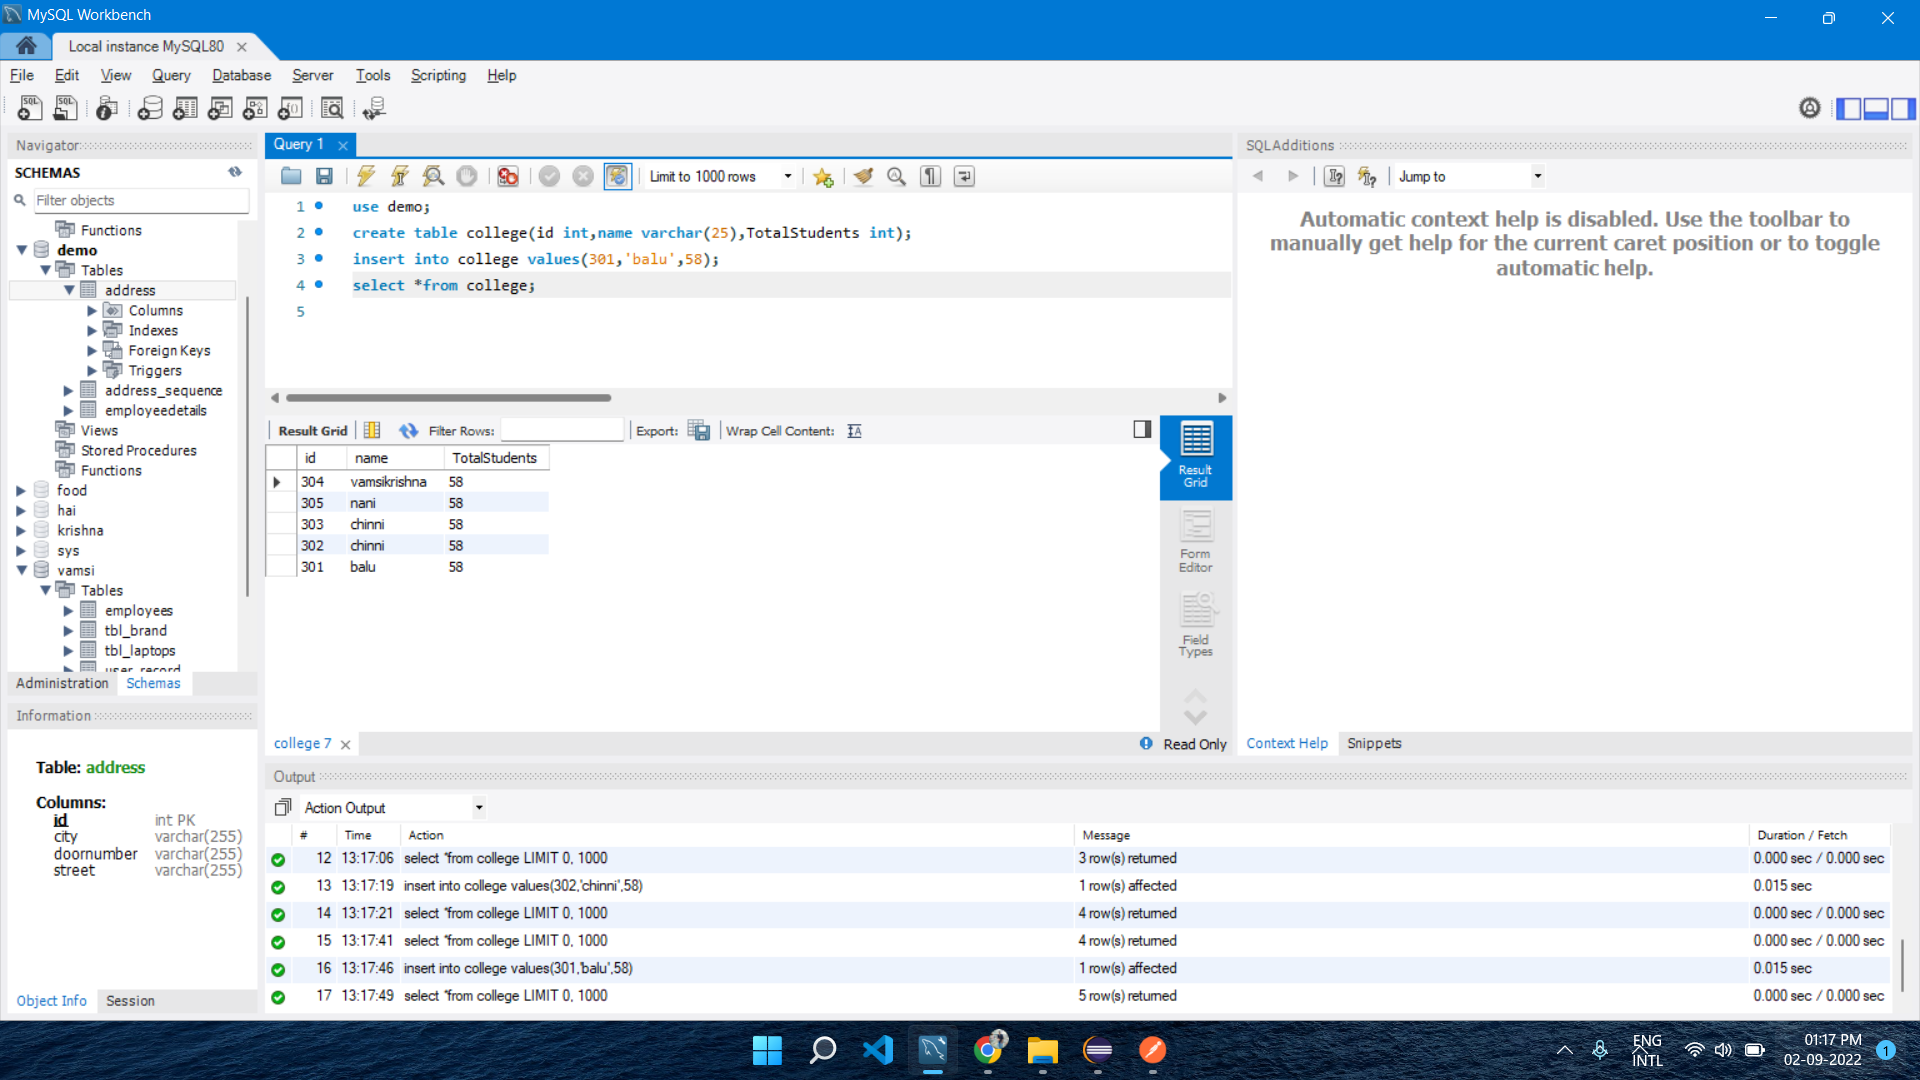 MySQL Workbench
Local instance MySQL80
File Edit View Query Database Server Tools Scripting Help
Navigator
SCHEMAS
Filter objects
Functions
demo
Tables
address
Columns
Indexes
Foreign Keys
Triggers
address_sequence
employeedetails
Views
Stored Procedures
Functions
food
hai
krishna
sys
vamsi
Tables
employees
tbl_brand
tbl_laptops
user_record
Administration Schemas
Information
Table: address
Columns:
id int PK
city varchar(255)
doornumber varchar(255)
street varchar(255)
Object Info Session
Query 1
Limit to 1000 rows
1 use demo;
2 create table college(id int,name varchar(25),TotalStudents int);
3 insert into college values(301,'balu',58);
4 select *from college;
5
Result Grid Filter Rows: Export: Wrap Cell Content:
id name TotalStudents
304 vamsikrishna 58
305 nani 58
303 chinni 58
302 chinni 58
301 balu 58
Result
Grid
Form
Editor
Field
Types
college 7
Read Only
SQLAdditions
Jump to
Automatic context help is disabled. Use the toolbar to
manually get help for the current caret position or to toggle
automatic help.
Context Help Snippets
Output
Action Output
# Time Action Message Duration / Fetch
12 13:17:06 select *from college LIMIT 0, 1000 3 row(s) returned 0.000 sec / 0.000 sec
13 13:17:19 insert into college values(302,'chinni',58) 1 row(s) affected 0.015 sec
14 13:17:21 select *from college LIMIT 0, 1000 4 row(s) returned 0.000 sec / 0.000 sec
15 13:17:41 select *from college LIMIT 0, 1000 4 row(s) returned 0.000 sec / 0.000 sec
16 13:17:46 insert into college values(301,'balu',58) 1 row(s) affected 0.015 sec
17 13:17:49 select *from college LIMIT 0, 1000 5 row(s) returned 0.000 sec / 0.000 sec
ENG
INTL
01:17 PM
02-09-2022
1